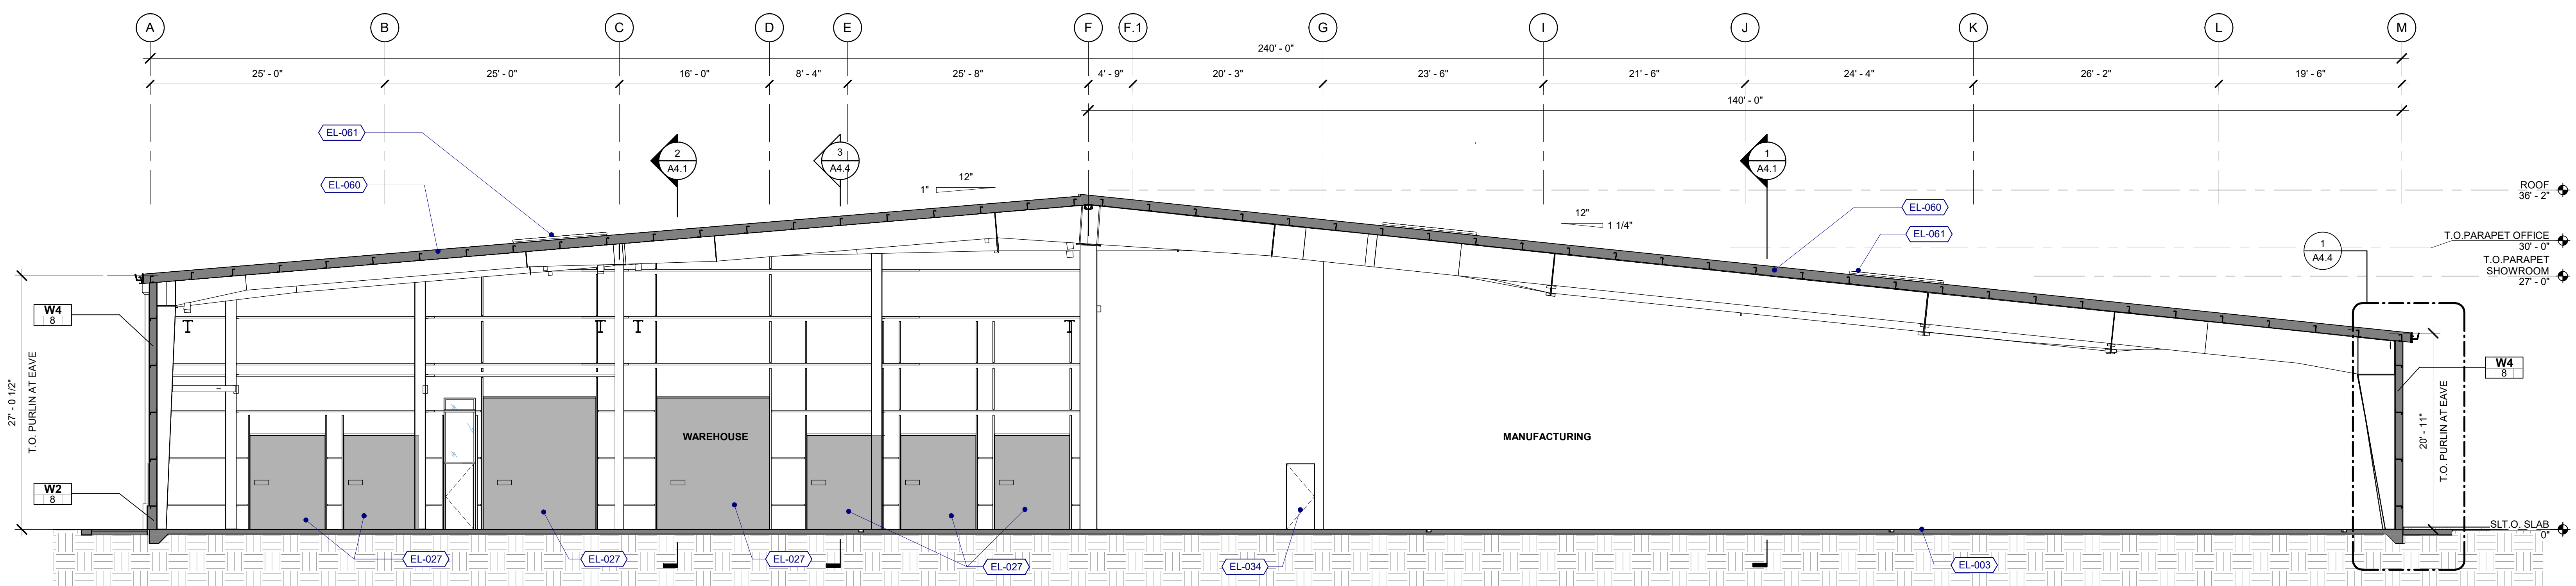 A
B
C
D
E
F
F.1
G
I
J
K
L
M
240' - 0"
25' - 0"
25' - 0"
16' - 0"
8' - 4"
25' - 8"
4' - 9"
20' - 3"
23' - 6"
21' - 6"
24' - 4"
26' - 2"
19' - 6"
140' - 0"
EL-061
2
A4.1
3
A4.4
1
A4.1
EL-060
12"
1"
ROOF
36' - 2"
EL-060
12"
1 1/4"
EL-061
T.O.PARAPET OFFICE
30' - 0"
1
A4.4
T.O.PARAPET
SHOWROOM
27' - 0"
W4
8
27' - 0 1/2"
T.O. PURLIN AT EAVE
W4
8
20' - 11"
T.O. PURLIN AT EAVE
WAREHOUSE
MANUFACTURING
W2
8
SLT.O. SLAB
0"
EL-027
EL-027
EL-027
EL-027
EL-034
EL-003